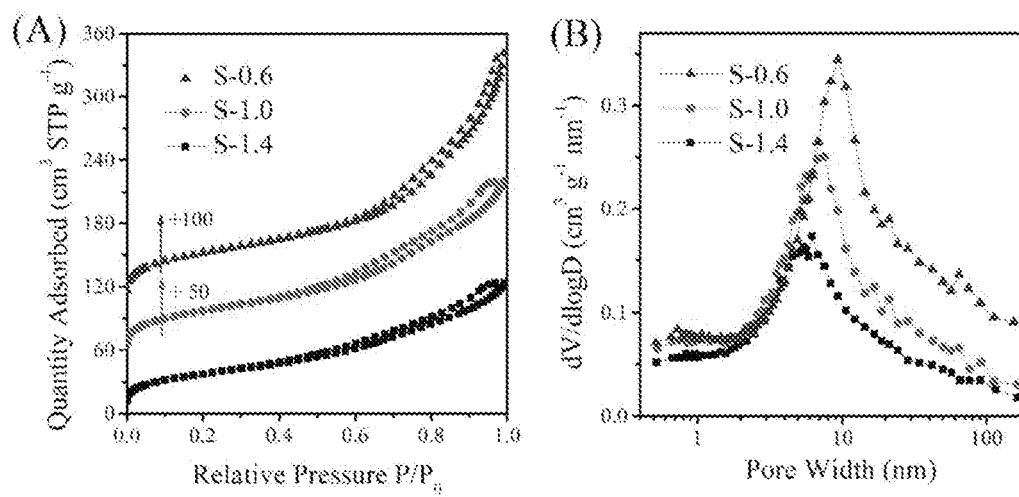 (A)
Quantity Adsorbed (cm³ STP g⁻¹)
360
300
240
180
120
60
0
S-0.6
S-1.0
S-1.4
+100
+50
0.0 0.2 0.4 0.6 0.8 1.0
Relative Pressure P/P₀
(B)
dV/dlogD (cm³ g⁻¹ nm⁻¹)
0.3
0.2
0.1
0.0
S-0.6
S-1.0
S-1.4
1 10 100
Pore Width (nm)